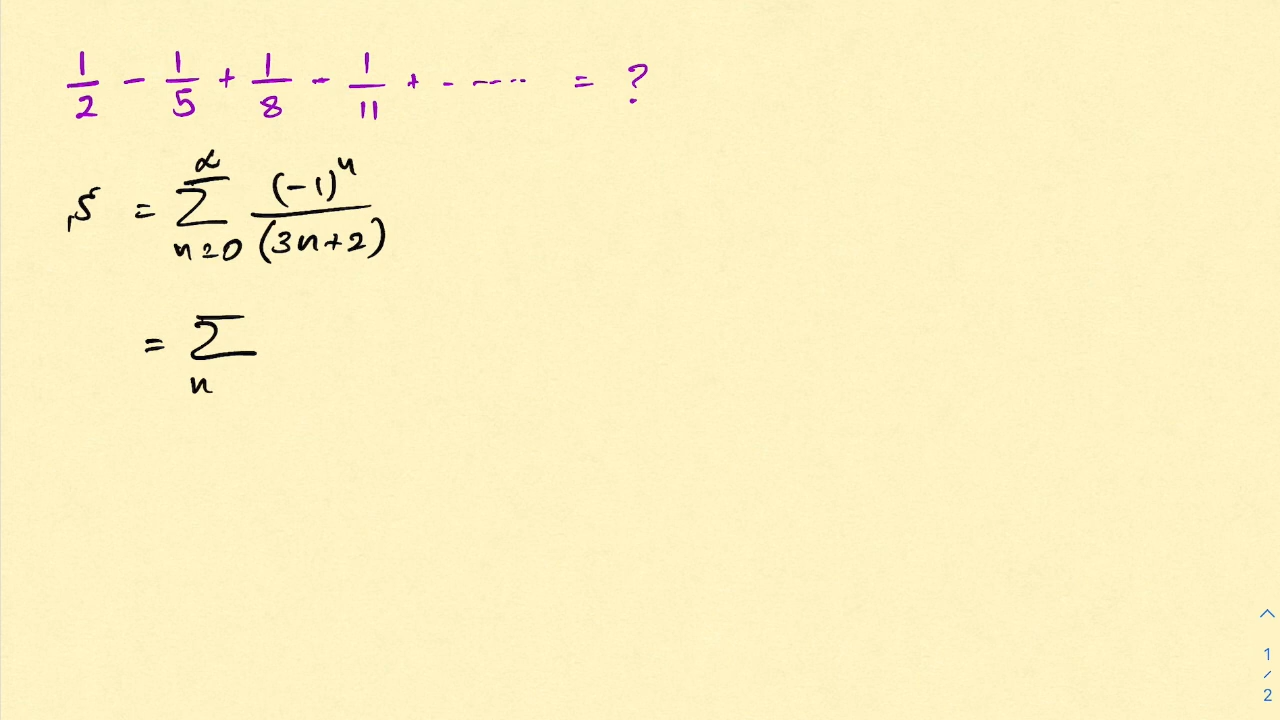 1/2 - 1/5 + 1/8 - 1/11 + ------- = ?
S = ∑_{n=0}^{∝} (-1)^n / (3n+2)
= ∑_n
1 / 2